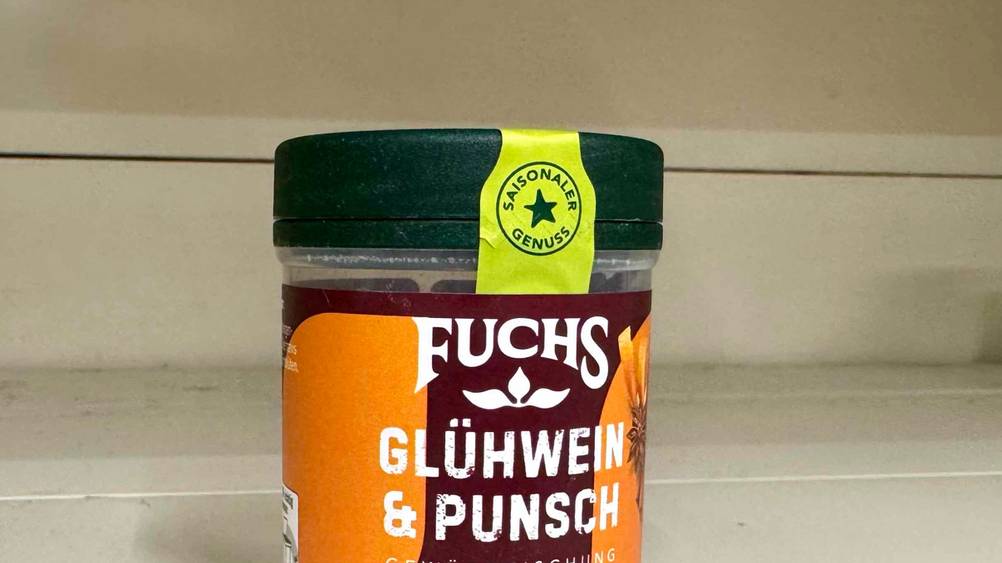 SAISONALER
GENUSS
FUCHS
GLÜHWEIN
& PUNSCH